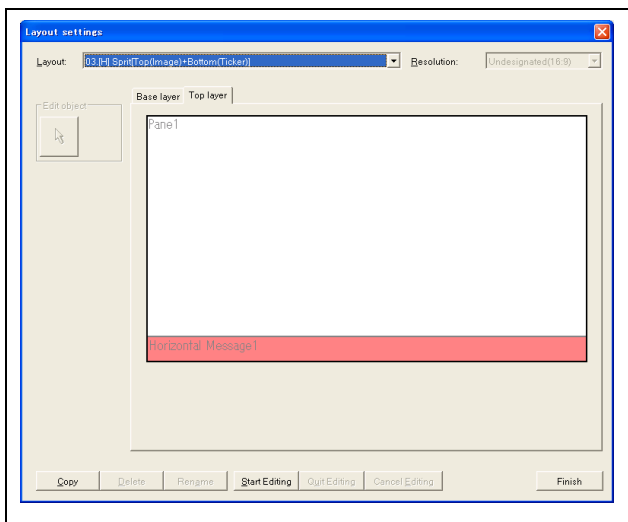 Layout settings
Layout: 03.[H] Sprit[Top(Image)+Bottom(Ticker)] Resolution: Undesignated(16:9)
Edit object
Base layer Top layer
Pane1
Horizontal Message1
Copy Delete Rename Start Editing Quit Editing Cancel Editing Finish